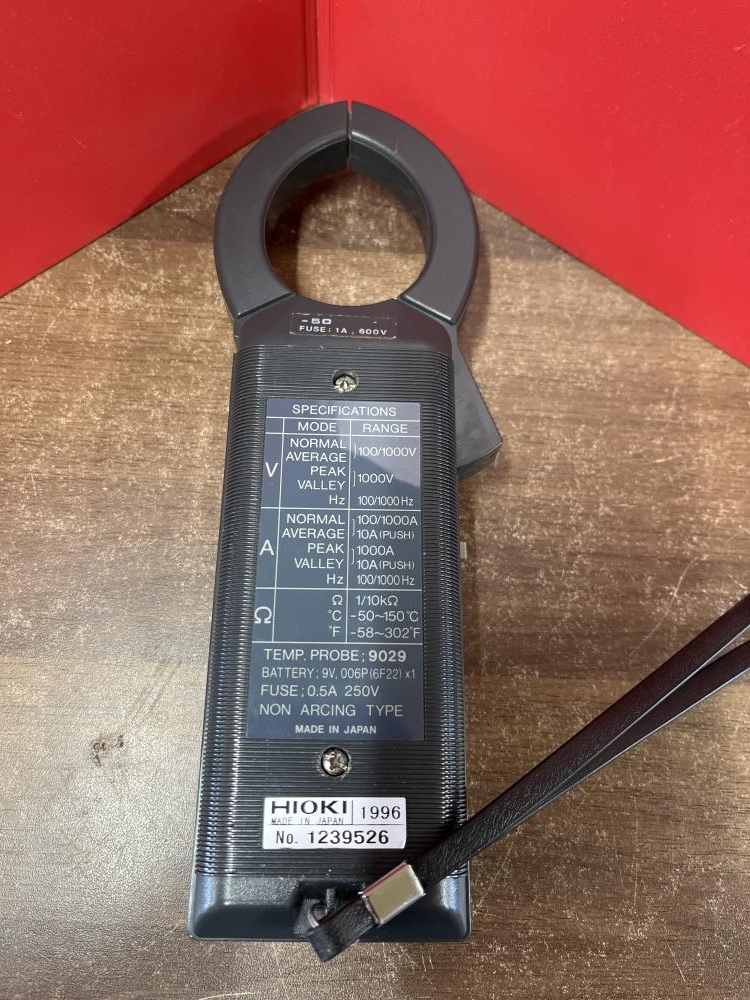 -50
FUSE: 1A, 600V
SPECIFICATIONS
MODE RANGE
V
NORMAL
AVERAGE
100/1000V
PEAK
VALLEY
1000V
Hz 100/1000 Hz
A
NORMAL 100/1000A
AVERAGE 10A (PUSH)
PEAK 1000A
VALLEY 10A (PUSH)
Hz 100/1000 Hz
Ω
Ω 1/10kΩ
°C -50~150°C
°F -58~302°F
TEMP. PROBE; 9029
BATTERY: 9V, 006P (6F22) x1
FUSE; 0.5A 250V
NON ARCING TYPE
MADE IN JAPAN
HIOKI 1996
MADE IN JAPAN
No. 1239526